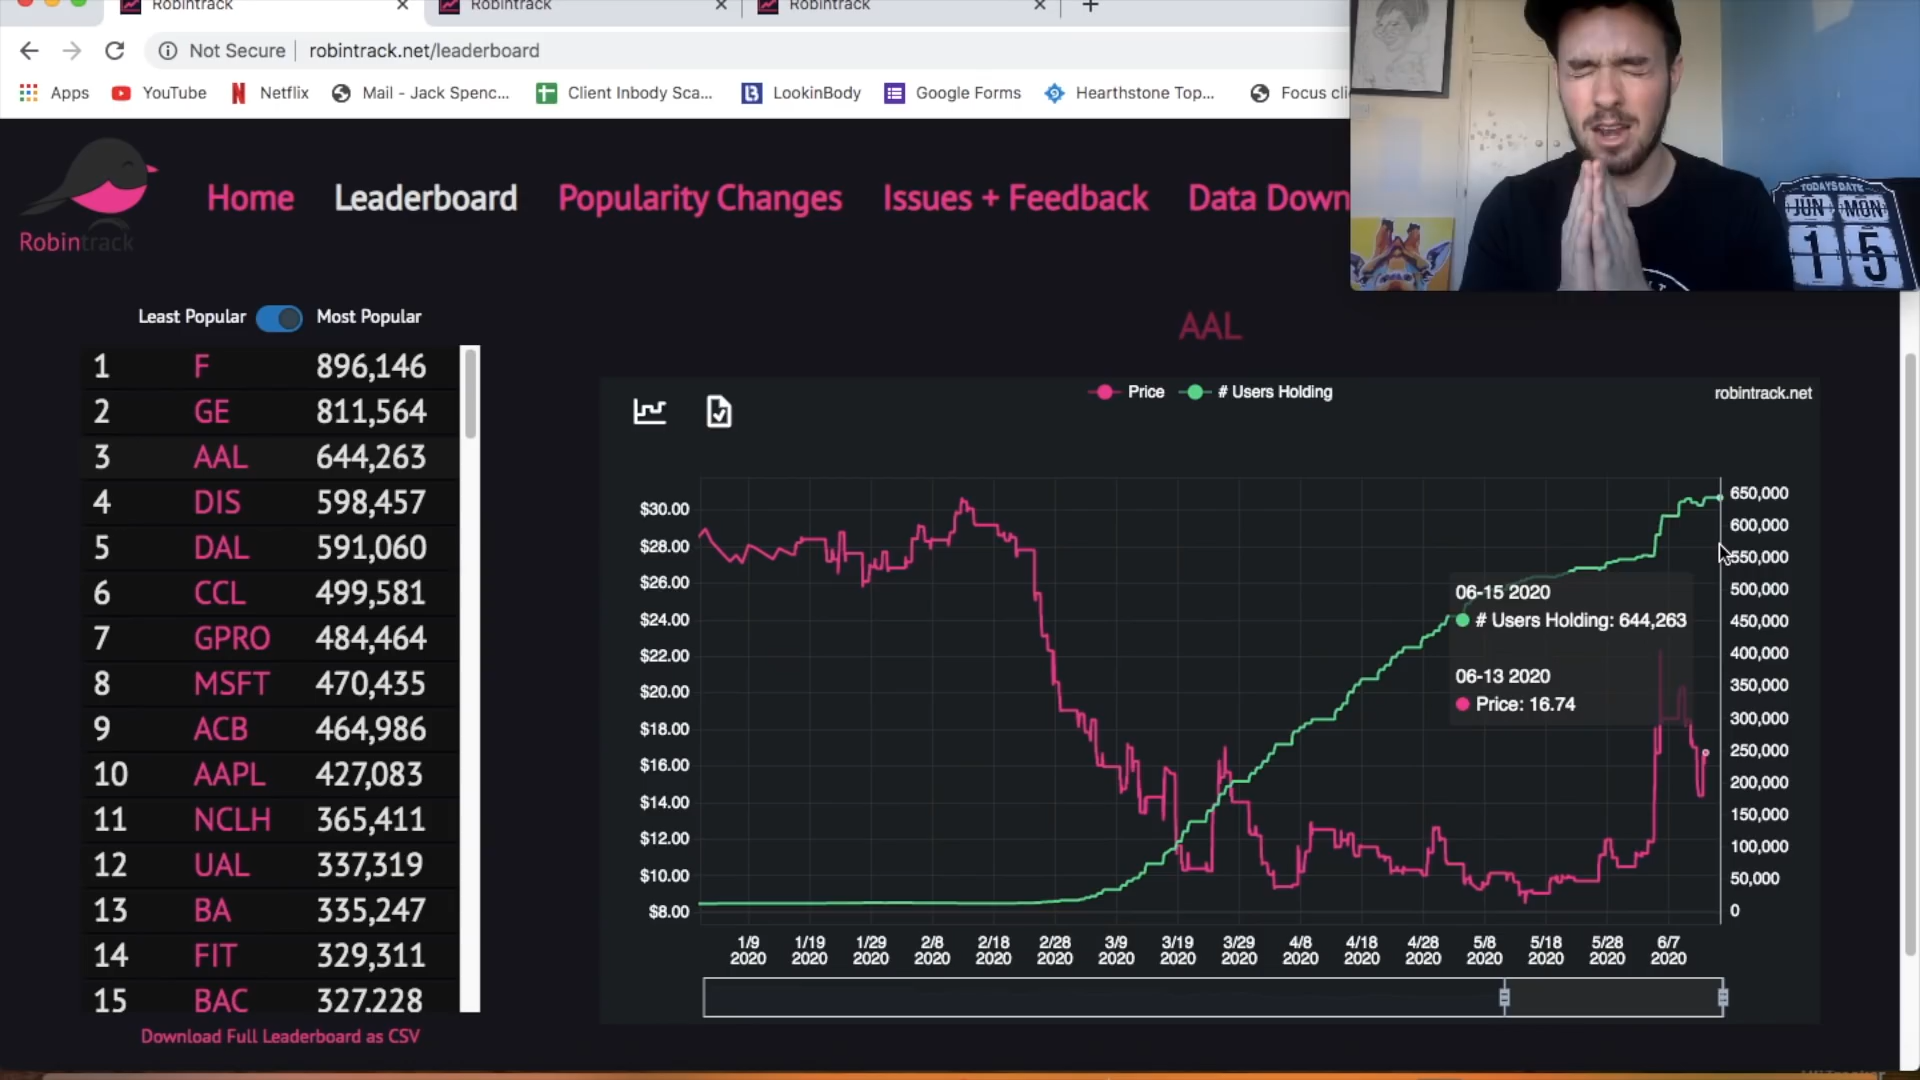 Robintrack
Robintrack
Robintrack
Not Secure
robintrack.net/leaderboard
Apps
YouTube
Netflix
Mail - Jack Spenc...
Client Inbody Sca...
LookinBody
Google Forms
Hearthstone Top...
Focus cli
Robintrack
Home
Leaderboard
Popularity Changes
Issues + Feedback
Data Down
TODAYS DATE
JUN MON
15
Least Popular
Most Popular
1 F 896,146
2 GE 811,564
3 AAL 644,263
4 DIS 598,457
5 DAL 591,060
6 CCL 499,581
7 GPRO 484,464
8 MSFT 470,435
9 ACB 464,986
10 AAPL 427,083
11 NCLH 365,411
12 UAL 337,319
13 BA 335,247
14 FIT 329,311
15 BAC 327,228
Download Full Leaderboard as CSV
AAL
Price
# Users Holding
robintrack.net
$30.00
$28.00
$26.00
$24.00
$22.00
$20.00
$18.00
$16.00
$14.00
$12.00
$10.00
$8.00
650,000
600,000
550,000
500,000
450,000
400,000
350,000
300,000
250,000
200,000
150,000
100,000
50,000
0
06-15 2020
# Users Holding: 644,263
06-13 2020
Price: 16.74
1/9 1/19 1/29 2/8 2/18 2/28 3/9 3/19 3/29 4/8 4/18 4/28 5/8 5/18 5/28 6/7
2020 2020 2020 2020 2020 2020 2020 2020 2020 2020 2020 2020 2020 2020 2020 2020